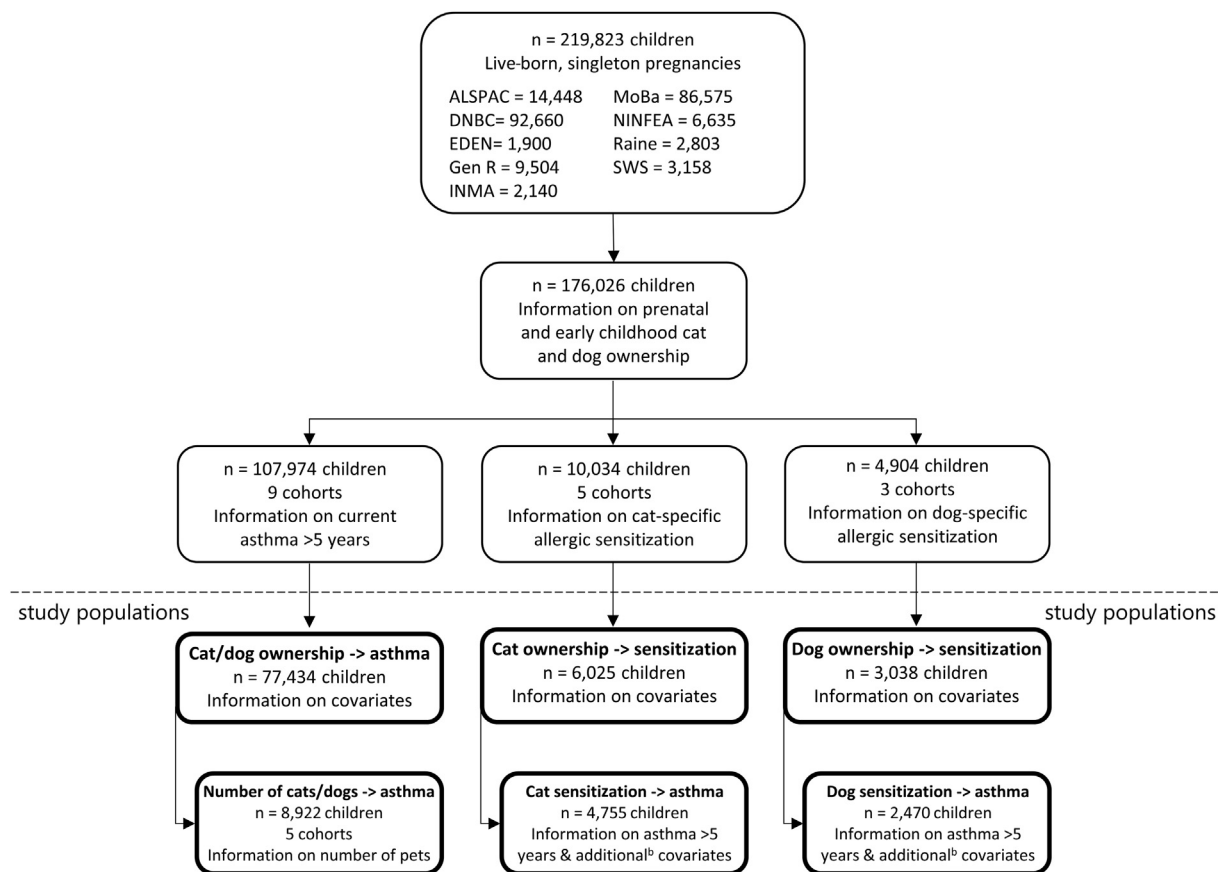 n = 219,823 children
Live-born, singleton pregnancies
ALSPAC = 14,448 MoBa = 86,575
DNBC= 92,660 NINFEA = 6,635
EDEN= 1,900 Raine = 2,803
Gen R = 9,504 SWS = 3,158
INMA = 2,140
n = 176,026 children
Information on prenatal
and early childhood cat
and dog ownership
n = 107,974 children
9 cohorts
Information on current
asthma >5 years
n = 10,034 children
5 cohorts
Information on cat-specific
allergic sensitization
n = 4,904 children
3 cohorts
Information on dog-specific
allergic sensitization
study populations
study populations
Cat/dog ownership -> asthma
n = 77,434 children
Information on covariates
Cat ownership -> sensitization
n = 6,025 children
Information on covariates
Dog ownership -> sensitization
n = 3,038 children
Information on covariates
Number of cats/dogs -> asthma
n = 8,922 children
5 cohorts
Information on number of pets
Cat sensitization -> asthma
n = 4,755 children
Information on asthma >5
years & additionalᵇ covariates
Dog sensitization -> asthma
n = 2,470 children
Information on asthma >5
years & additionalᵇ covariates